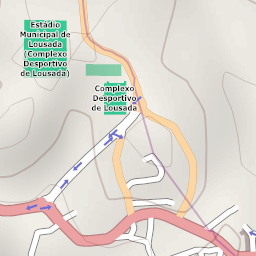 Estádio
Municipal de
Lousada
(Complexo
Desportivo
de Lousada)
Complexo
Desportivo
de Lousada